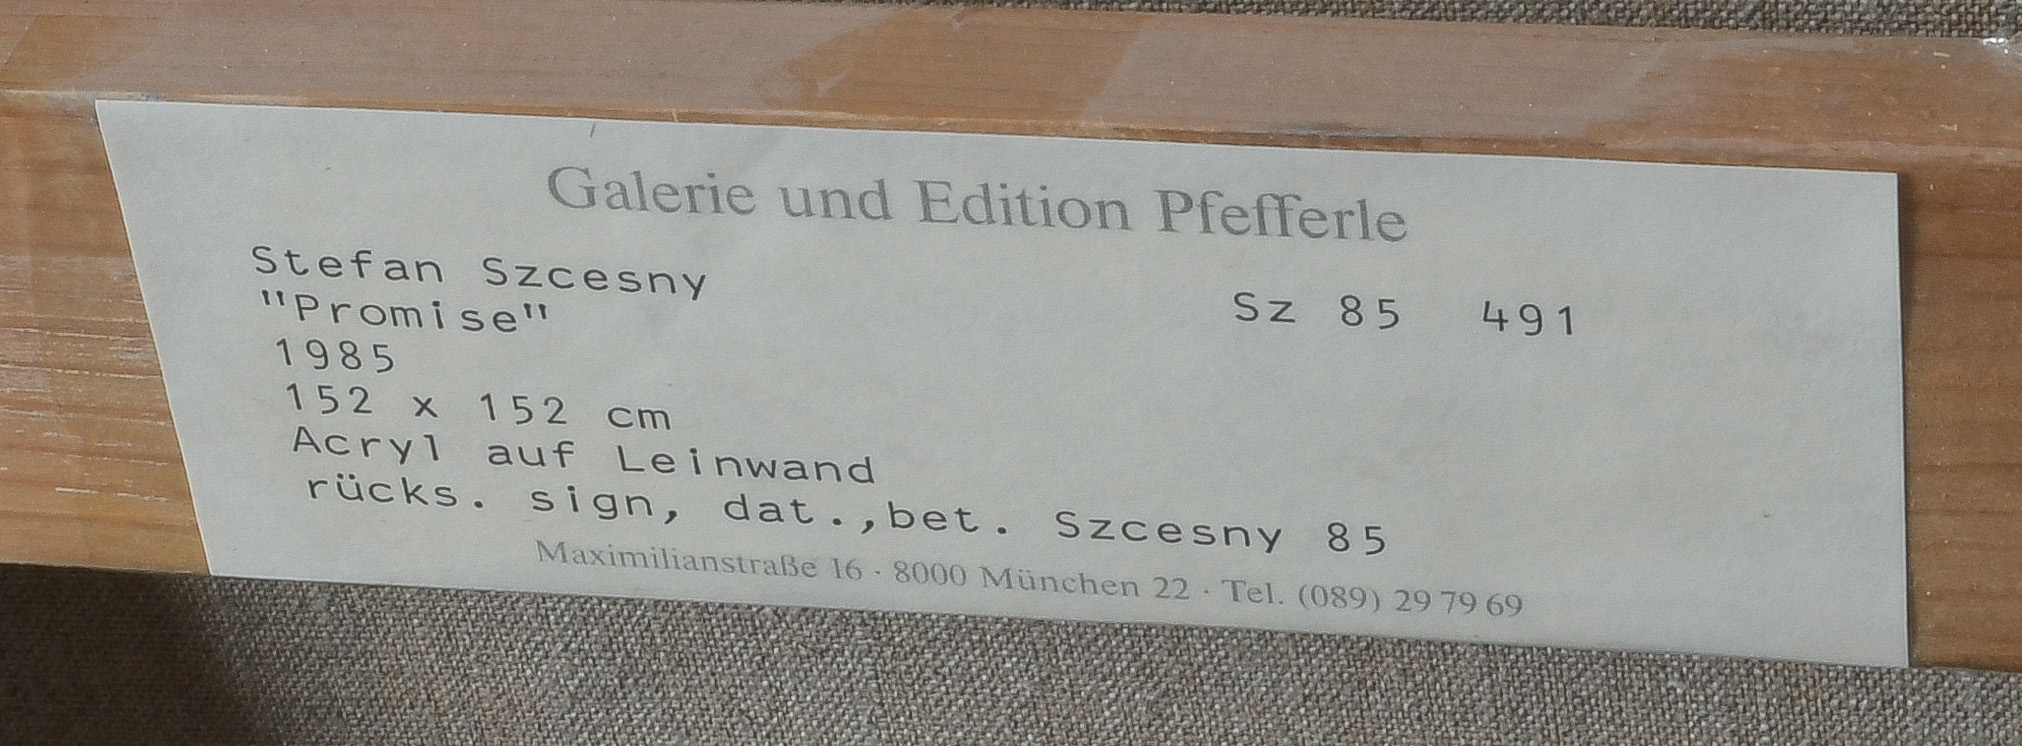 Galerie und Edition Pfefferle
Stefan Szcesny
"Promise"
Sz 85 491
1985
152 x 152 cm
Acryl auf Leinwand
rücks. sign, dat.,bet. Szcesny 85
Maximilianstraße 16 · 8000 München 22 · Tel. (089) 29 79 69